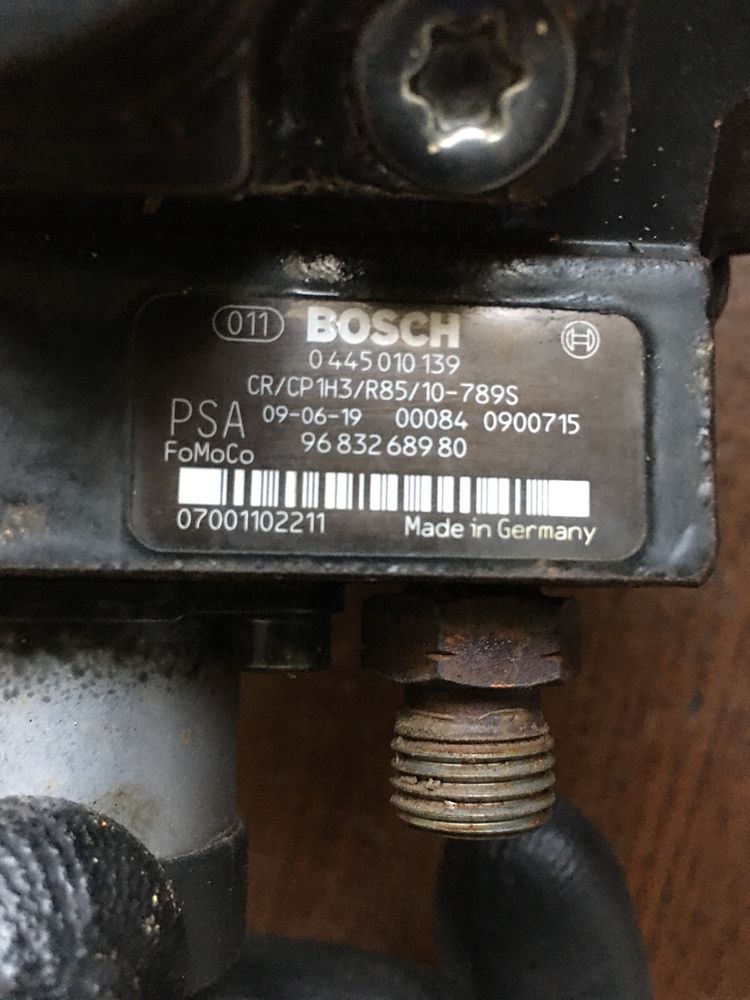 011 BOSCH
0 445 010 139
CR/CP1H3/R85/10-789S
PSA 09-06-19 00084 0900715
FoMoCo 96 832 689 80
07001102211 Made in Germany